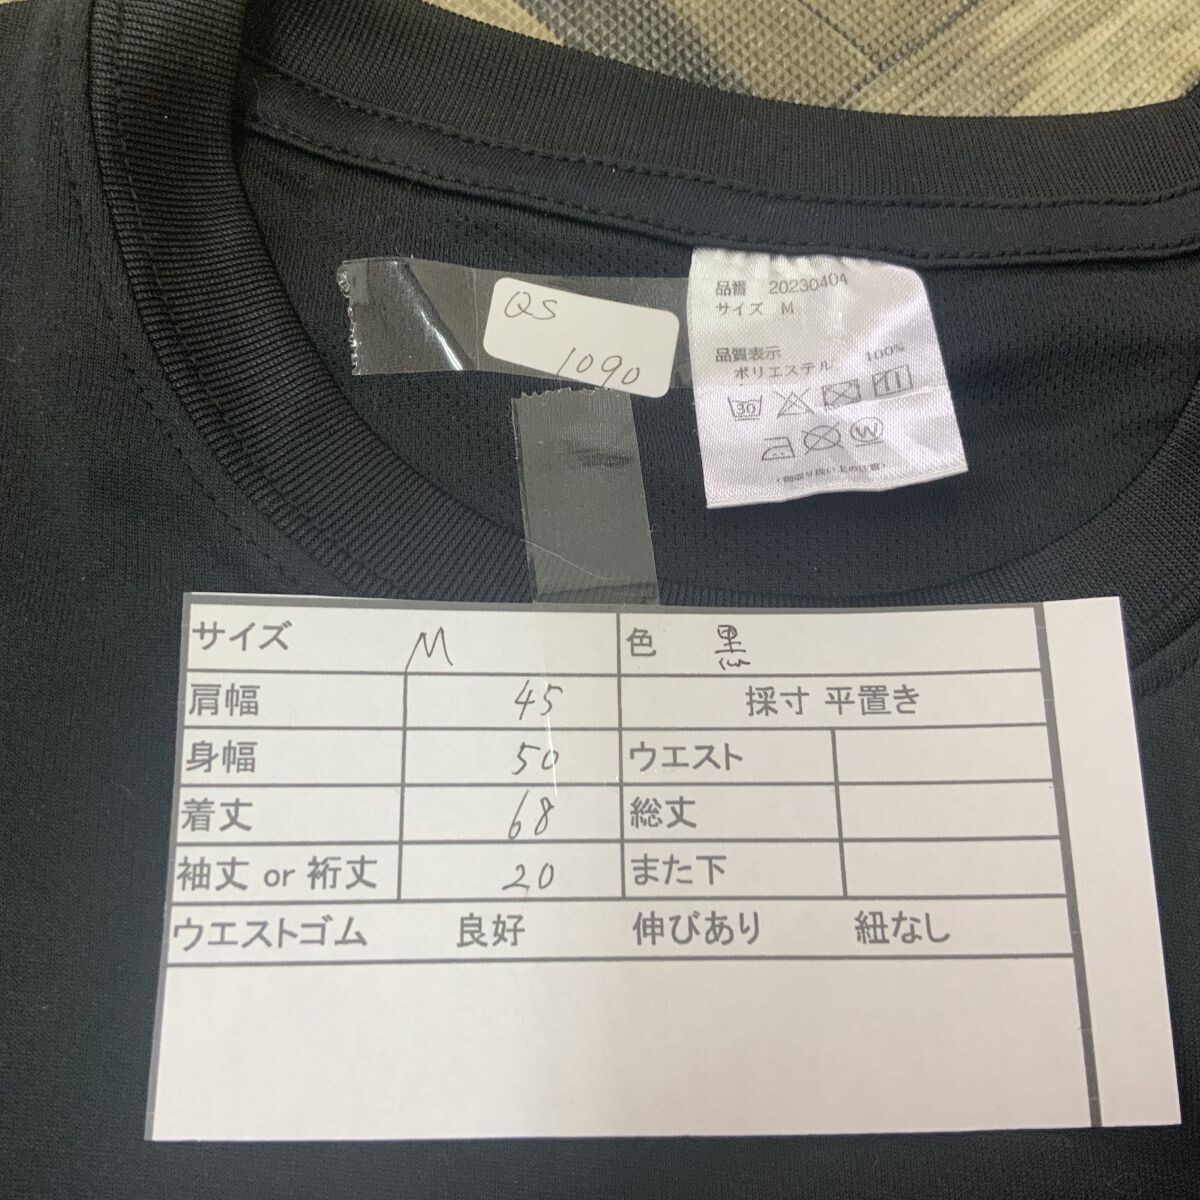 QS
1090
品番 20230404
サイズ M
品質表示
ポリエステル 100%
30
W
サイズ M 色 黒
肩幅 45 採寸 平置き
身幅 50 ウエスト
着丈 68 総丈
袖丈 or 裄丈 20 また下
ウエストゴム 良好 伸びあり 紐なし